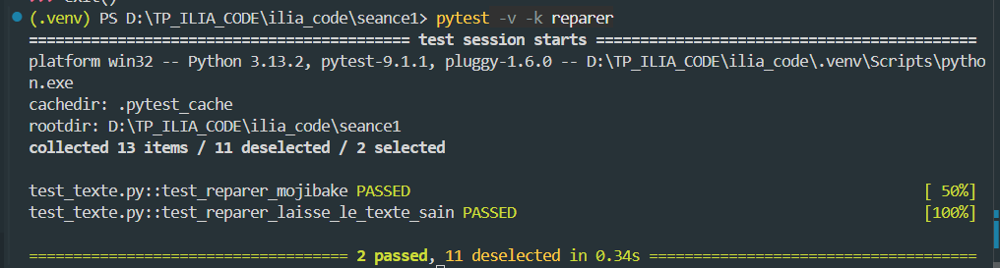 >>> exit()
(.venv) PS D:\TP_ILIA_CODE\ilia_code\seance1> pytest -v -k reparer
=========================================== test session starts ===========================================
platform win32 -- Python 3.13.2, pytest-9.1.1, pluggy-1.6.0 -- D:\TP_ILIA_CODE\ilia_code\.venv\Scripts\pytho
n.exe
cachedir: .pytest_cache
rootdir: D:\TP_ILIA_CODE\ilia_code\seance1
collected 13 items / 11 deselected / 2 selected
test_texte.py::test_reparer_mojibake PASSED [ 50%]
test_texte.py::test_reparer_laisse_le_texte_sain PASSED [100%]
==================================== 2 passed, 11 deselected in 0.34s =====================================